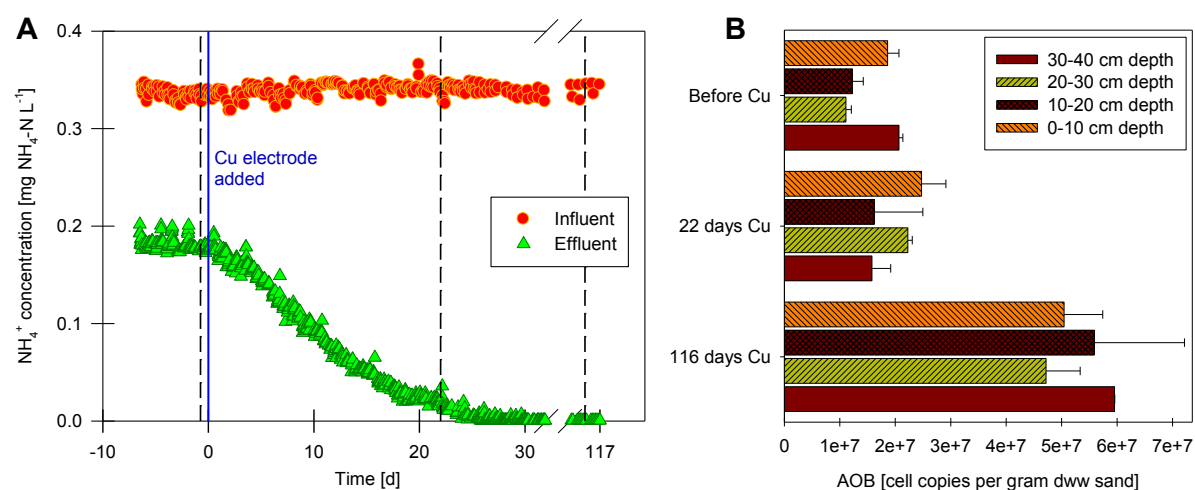 A
NH₄⁺ concentration [mg NH₄-N L⁻¹]
0.4
0.3
0.2
0.1
0.0
Cu electrode
added
Influent
Effluent
-10
0
10
20
30
117
Time [d]
B
30-40 cm depth
20-30 cm depth
10-20 cm depth
0-10 cm depth
Before Cu
22 days Cu
116 days Cu
0
1e+7
2e+7
3e+7
4e+7
5e+7
6e+7
7e+7
AOB [cell copies per gram dww sand]